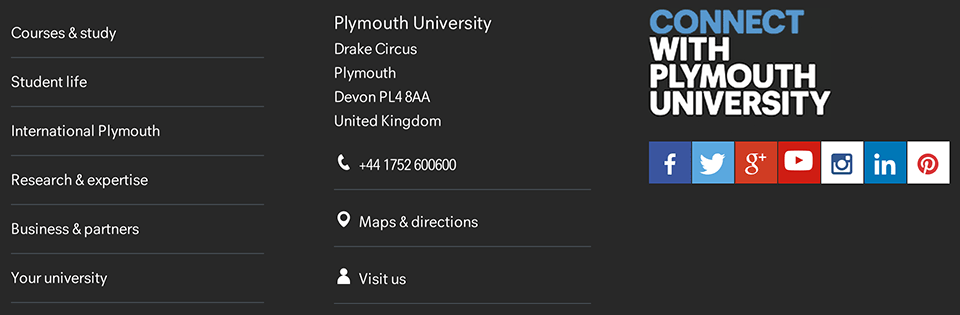 Courses & study
Student life
International Plymouth
Research & expertise
Business & partners
Your university
Plymouth University
Drake Circus
Plymouth
Devon PL4 8AA
United Kingdom
+44 1752 600600
Maps & directions
Visit us
CONNECT
WITH
PLYMOUTH
UNIVERSITY